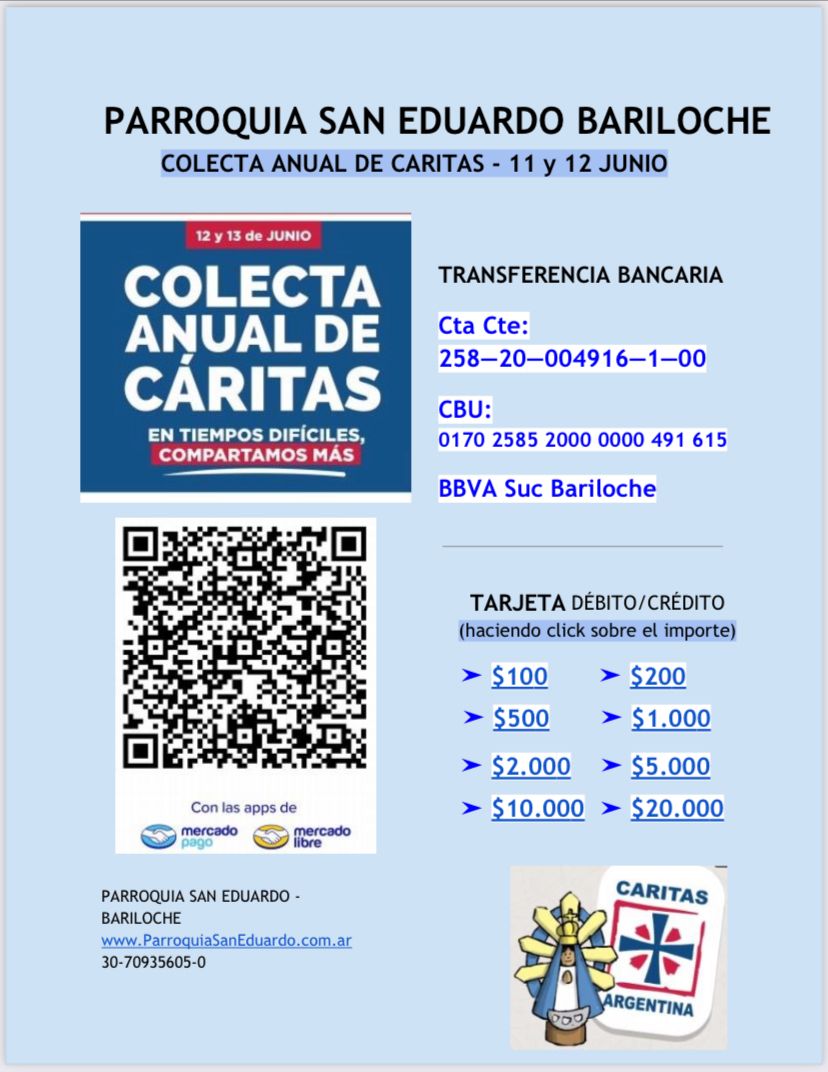 PARROQUIA SAN EDUARDO BARILOCHE
COLECTA ANUAL DE CARITAS - 11 y 12 JUNIO
12 y 13 de JUNIO
COLECTA
ANUAL DE
CÁRITAS
EN TIEMPOS DIFÍCILES,
COMPARTAMOS MÁS
TRANSFERENCIA BANCARIA
Cta Cte:
258—20—004916—1—00
CBU:
0170 2585 2000 0000 491 615
BBVA Suc Bariloche
Con las apps de
mercado
pago
mercado
libre
TARJETA DÉBITO/CRÉDITO
(haciendo click sobre el importe)
➢ $100 ➢ $200
➢ $500 ➢ $1.000
➢ $2.000 ➢ $5.000
➢ $10.000 ➢ $20.000
PARROQUIA SAN EDUARDO -
BARILOCHE
www.ParroquiaSanEduardo.com.ar
30-70935605-0
CARITAS
ARGENTINA